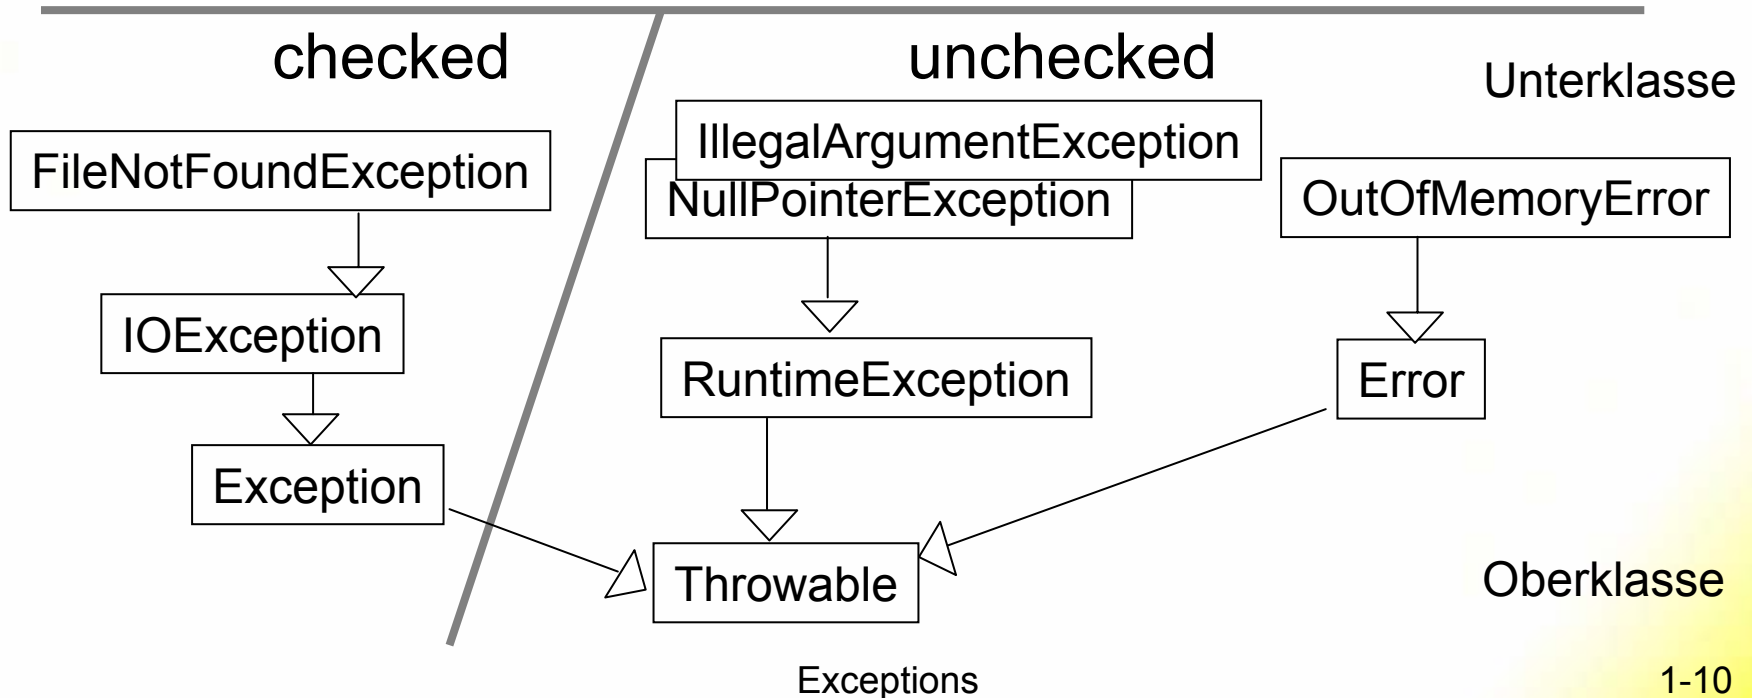 checked
unchecked
Unterklasse
FileNotFoundException
IllegalArgumentException
NullPointerException
OutOfMemoryError
IOException
RuntimeException
Error
Exception
Throwable
Oberklasse
Exceptions
1-10